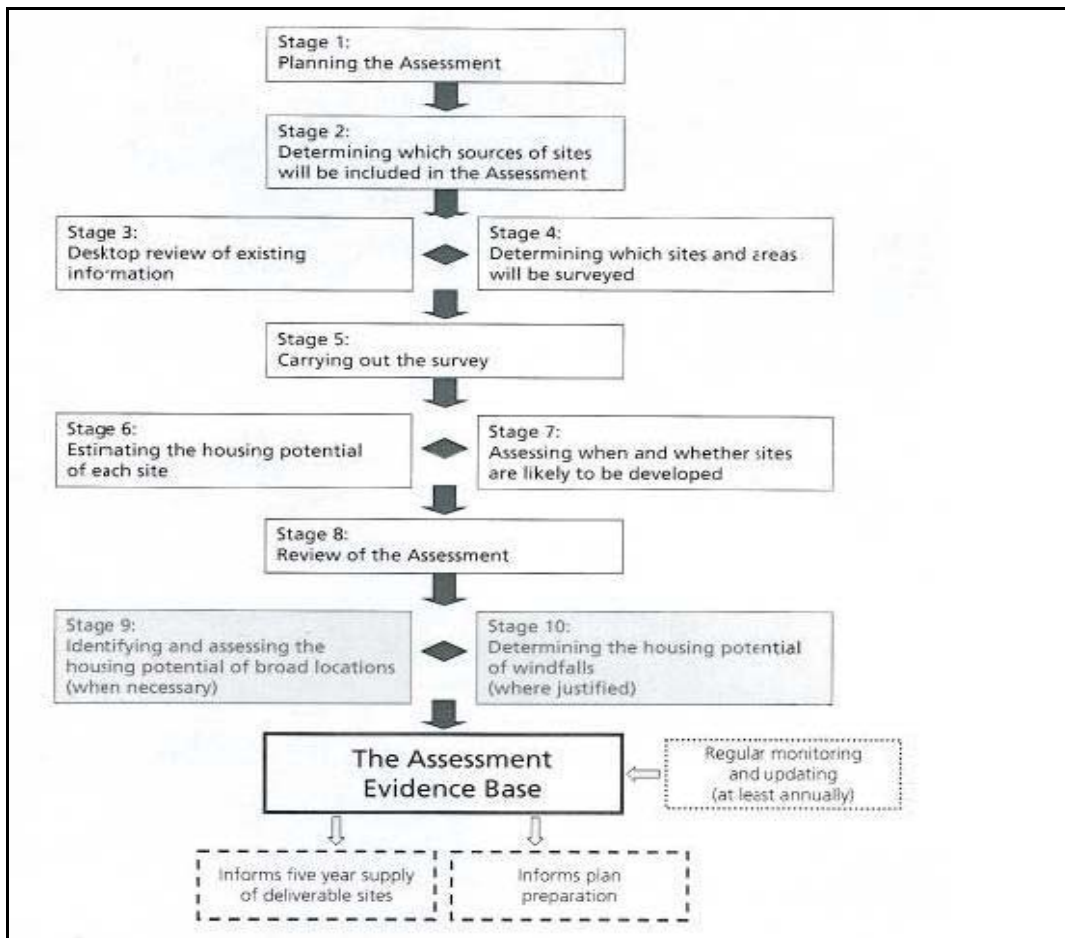 Stage 1:
Planning the Assessment
Stage 2:
Determining which sources of sites
will be included in the Assessment
Stage 3:
Desktop review of existing
information
Stage 4:
Determining which sites and areas
will be surveyed
Stage 5:
Carrying out the survey
Stage 6:
Estimating the housing potential
of each site
Stage 7:
Assessing when and whether sites
are likely to be developed
Stage 8:
Review of the Assessment
Stage 9:
Identifying and assessing the
housing potential of broad locations
(when necessary)
Stage 10:
Determining the housing potential
of windfalls
(where justified)
The Assessment
Evidence Base
Regular monitoring
and updating
(at least annually)
Informs five year supply
of deliverable sites
Informs plan
preparation